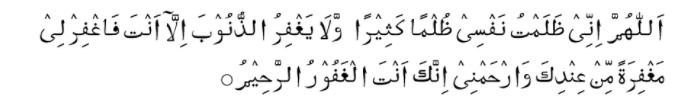 اَللّٰهُمَّ اِنِّیْ ظَلَمْتُ نَفْسِیْ ظُلْمًا كَثِیْرًا وَّلَا یَغْفِرُ الذُّنُوْبَ اِلَّاۤ اَنْتَ فَاغْفِرْ لِیْ
مَغْفِرَةً مِّنْ عِنْدِكَ وَارْحَمْنِیْ اِنَّكَ اَنْتَ الْغَفُوْرُ الرَّحِیْمُ○